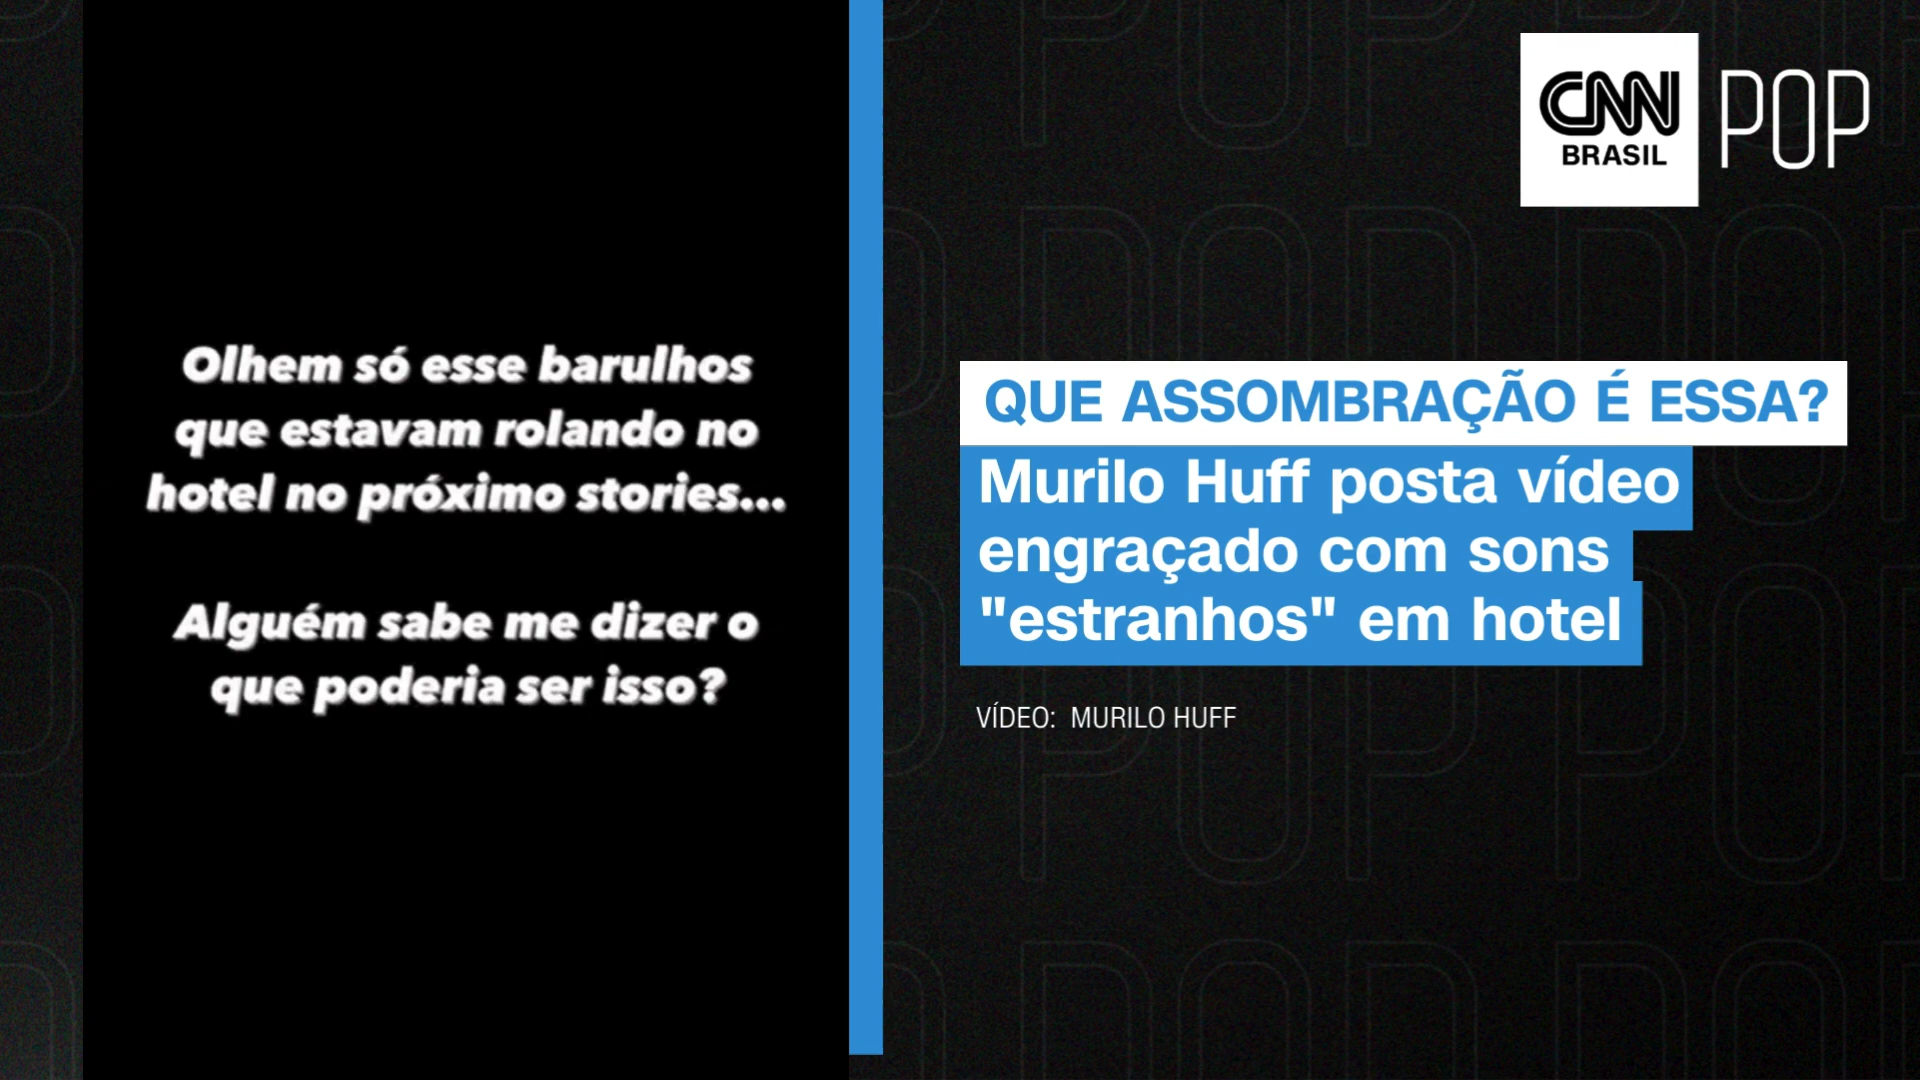 Olhem só esse barulhos
que estavam rolando no
hotel no próximo stories...
Alguém sabe me dizer o
que poderia ser isso?
CNN
BRASIL
POP
QUE ASSOMBRAÇÃO É ESSA?
Murilo Huff posta vídeo
engraçado com sons
"estranhos" em hotel
VÍDEO: MURILO HUFF